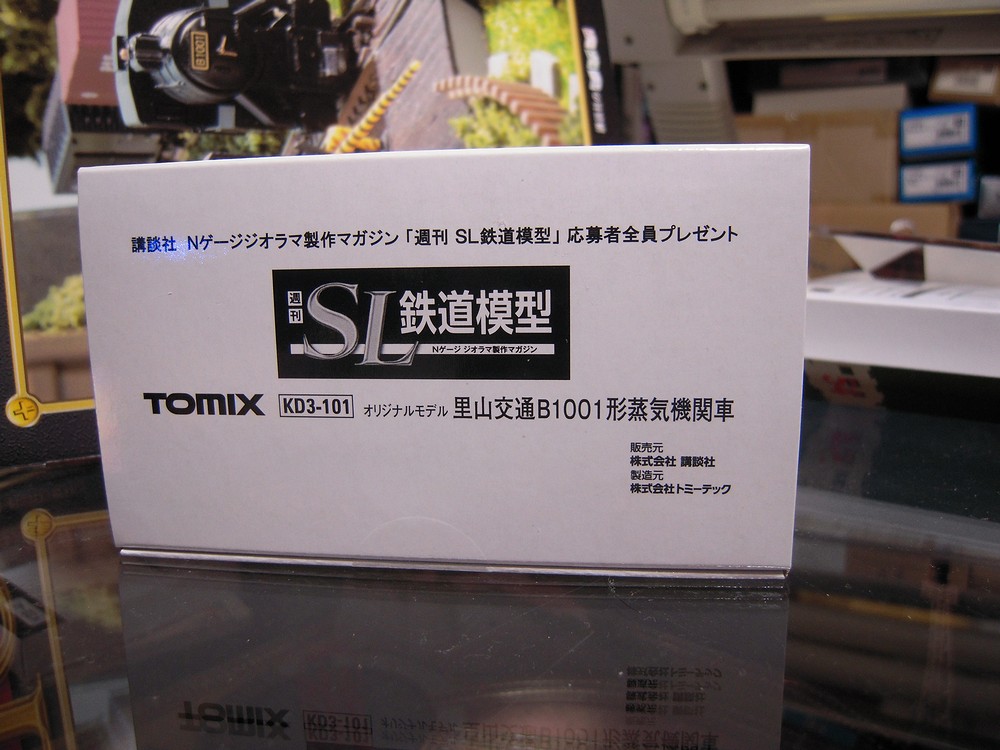 B1001
講談社 Nゲージジオラマ製作マガジン「週刊 SL鉄道模型」応募者全員プレゼント
週刊 SL鉄道模型
Nゲージ ジオラマ製作マガジン
TOMIX KD3-101 オリジナルモデル 里山交通B1001形蒸気機関車
販売元
株式会社 講談社
製造元
株式会社トミーテック